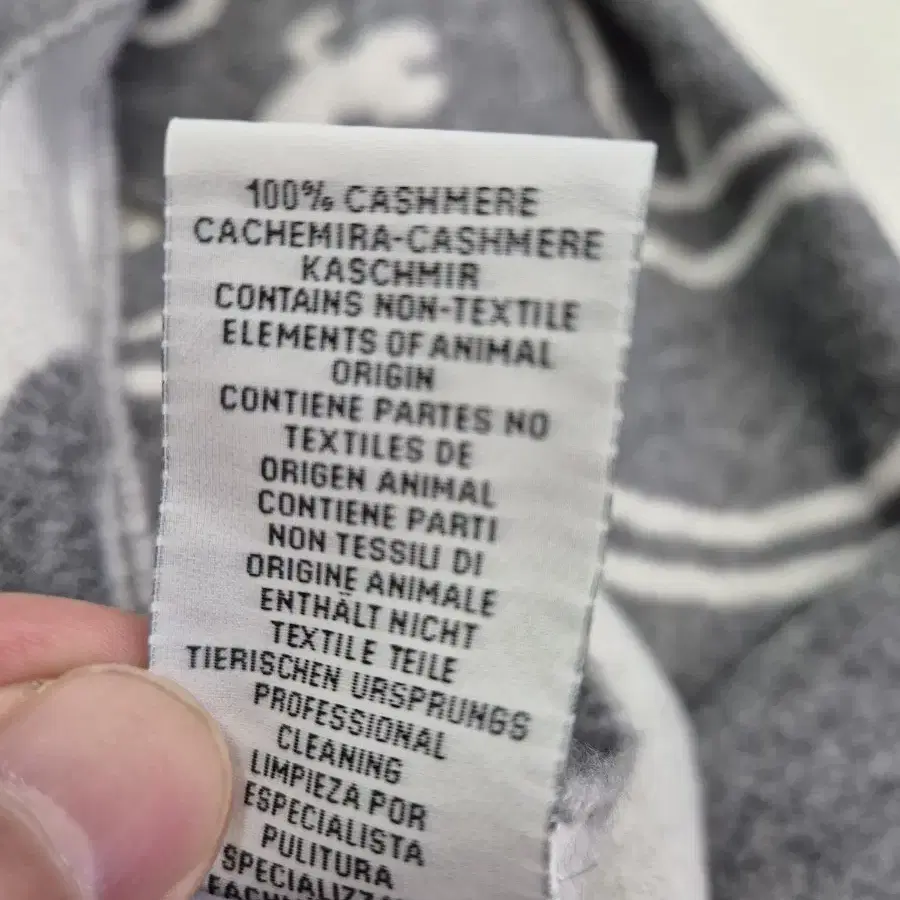 100% CASHMERE
CACHEMIRA-CASHMERE
KASCHMIR
CONTAINS NON-TEXTILE
ELEMENTS OF ANIMAL
ORIGIN
CONTIENE PARTES NO
TEXTILES DE
ORIGEN ANIMAL
CONTIENE PARTI
NON TESSILI DI
ORIGINE ANIMALE
ENTHÄLT NICHT
TEXTILE TEILE
TIERISCHEN URSPRUNGS
PROFESSIONAL
CLEANING
LIMPIEZA POR
ESPECIALISTA
PULITURA